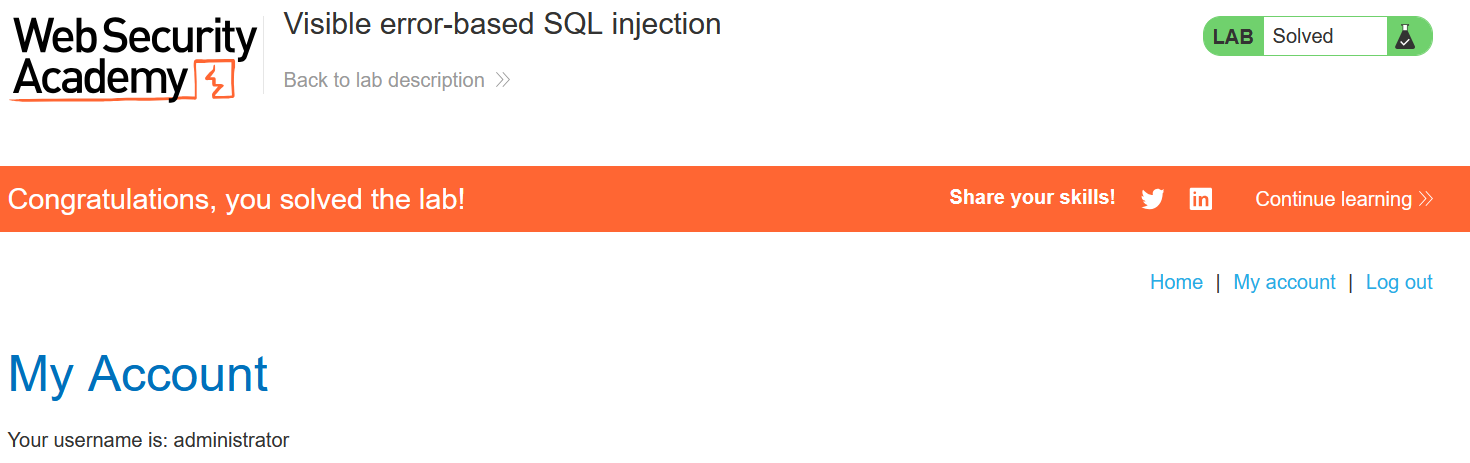 Web Security
Academy
Visible error-based SQL injection
Back to lab description
LAB Solved
Congratulations, you solved the lab!
Share your skills!
Continue learning
Home | My account | Log out
My Account
Your username is: administrator